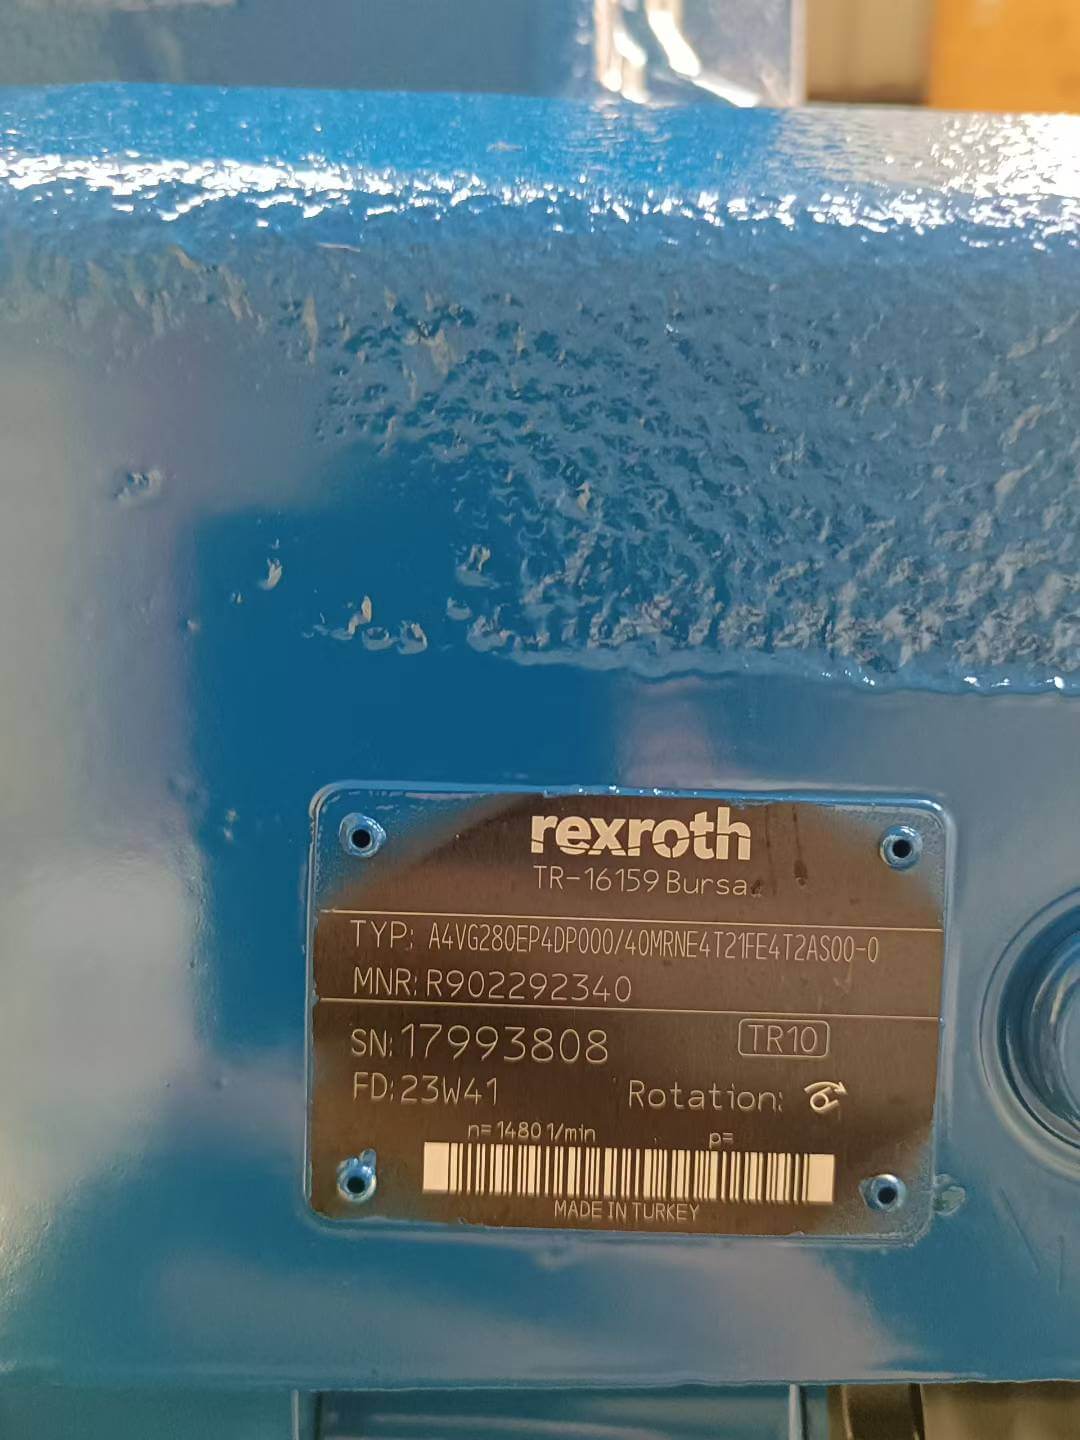 rexroth
TR-16159 Bursa
TYP: A4VG280EP4DP000/40MRNE4T21FE4T2AS00-0
MNR: R902292340
SN: 17993808 TR10
FD: 23W41 Rotation:
n= 1480 1/min p=
MADE IN TURKEY